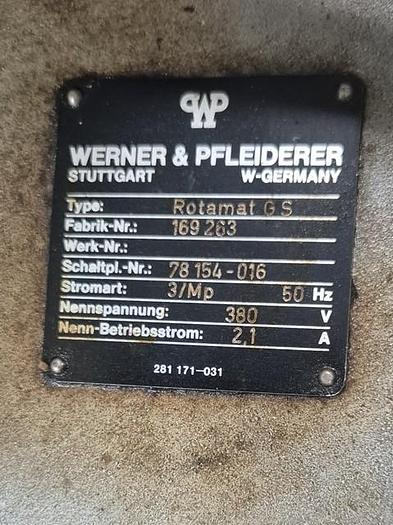 WP
WERNER & PFLEIDERER
STUTTGART W-GERMANY
Type: Rotamat G S
Fabrik-Nr.: 169 263
Werk-Nr.:
Schaltpl.-Nr.: 78 154-016
Stromart: 3/Mp 50 Hz
Nennspannung: 380 V
Nenn-Betriebsstrom: 2,1 A
281 171-031